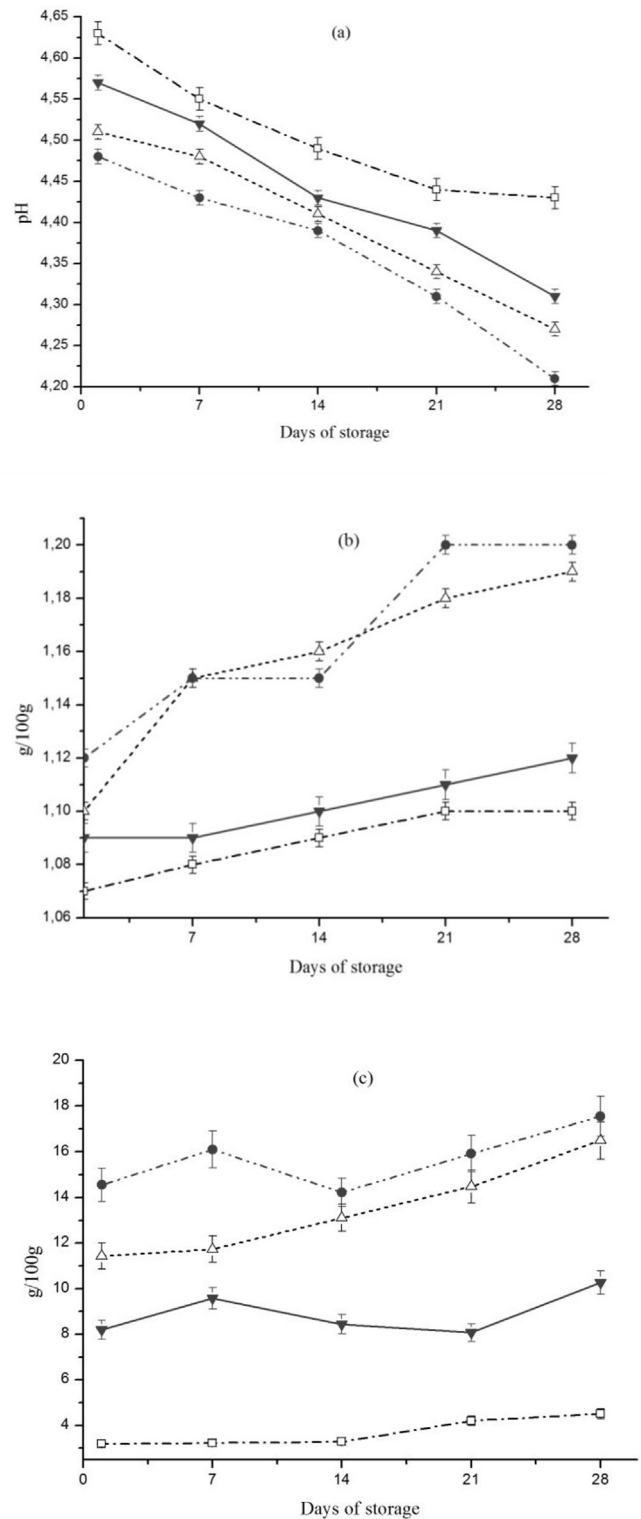 (a)
4,65
4,60
4,55
4,50
4,45
4,40
4,35
4,30
4,25
4,20
pH
0 7 14 21 28
Days of storage
(b)
1,20
1,18
1,16
1,14
1,12
1,10
1,08
1,06
g/100g
7 14 21 28
Days of storage
(c)
20
18
16
14
12
10
8
6
4
g/100g
0 7 14 21 28
Days of storage